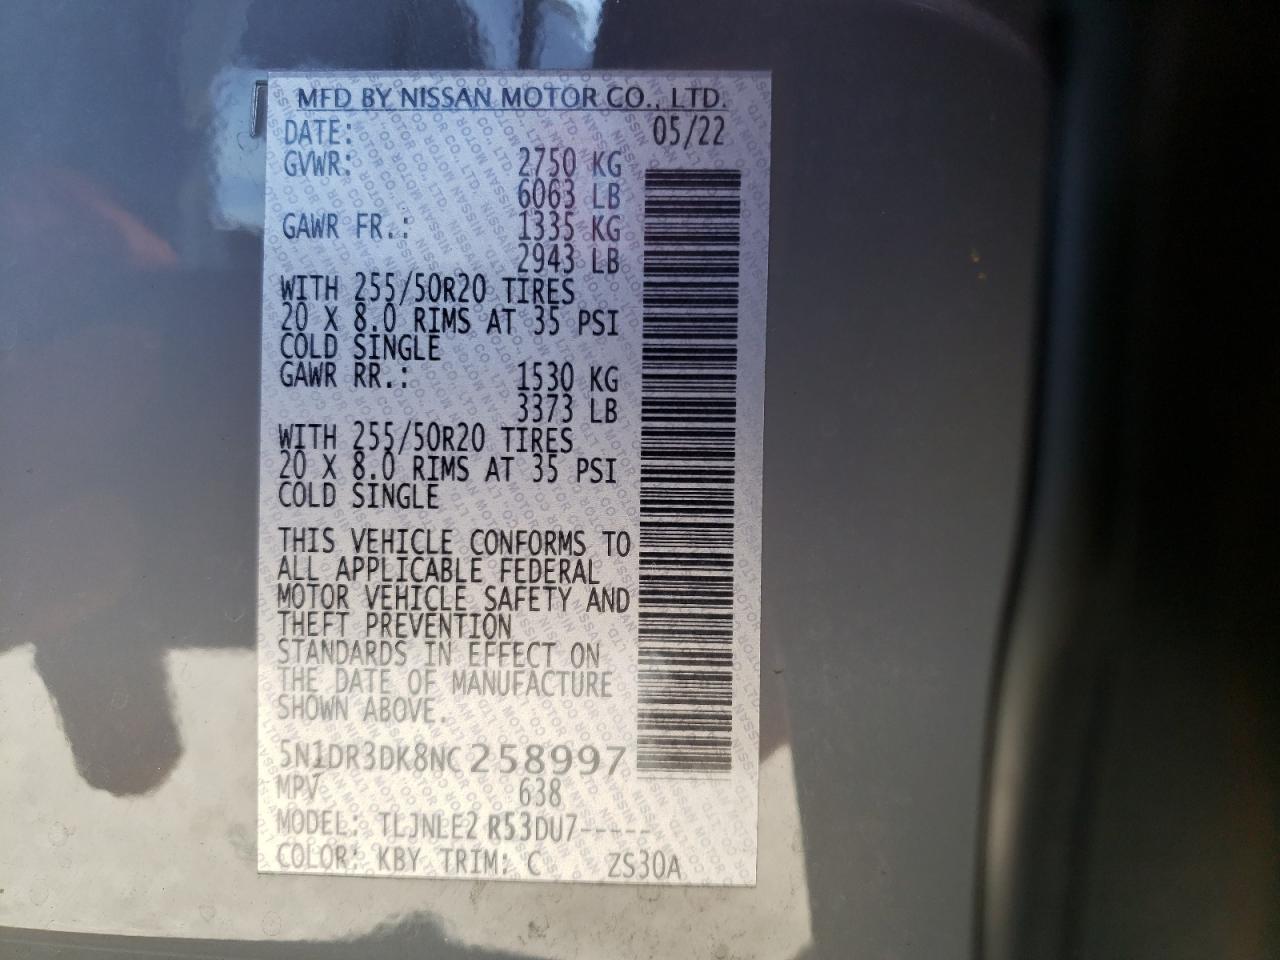 MFD BY NISSAN MOTOR CO., LTD.
DATE: 05/22
GVWR: 2750 KG
6063 LB
GAWR FR.: 1335 KG
2943 LB
WITH 255/50R20 TIRES
20 X 8.0 RIMS AT 35 PSI
COLD SINGLE
GAWR RR.: 1530 KG
3373 LB
WITH 255/50R20 TIRES
20 X 8.0 RIMS AT 35 PSI
COLD SINGLE
THIS VEHICLE CONFORMS TO
ALL APPLICABLE FEDERAL
MOTOR VEHICLE SAFETY AND
THEFT PREVENTION
STANDARDS IN EFFECT ON
THE DATE OF MANUFACTURE
SHOWN ABOVE.
5N1DR3DK8NC258997
MPV 638
MODEL: TLJNLE2 R53DU7-----
COLOR: KBY TRIM: C ZS30A